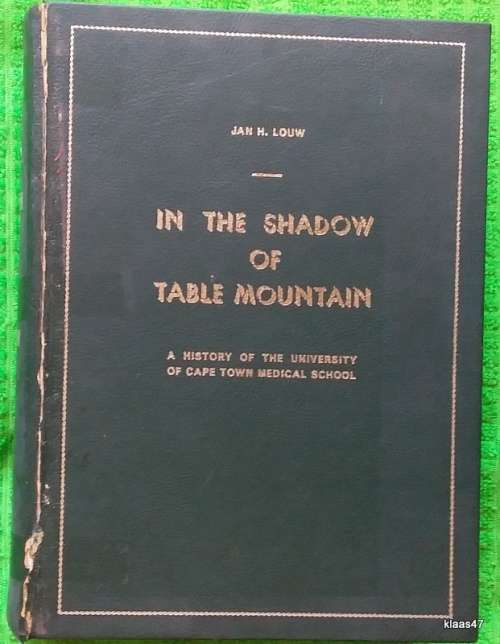 JAN H. LOUW
IN THE SHADOW
OF
TABLE MOUNTAIN
A HISTORY OF THE UNIVERSITY
OF CAPE TOWN MEDICAL SCHOOL
klaas47